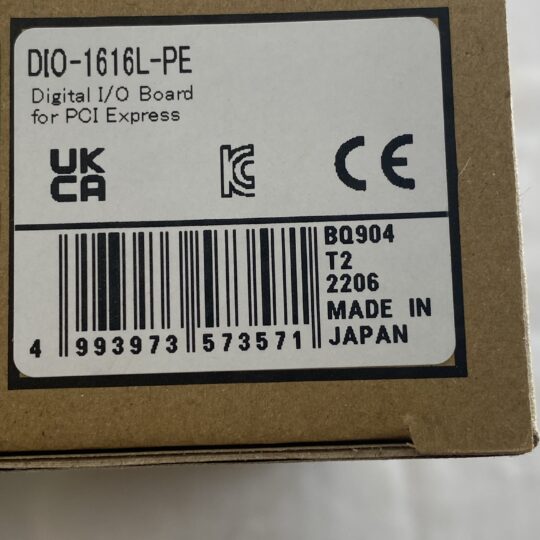 DIO-1616L-PE
Digital I/O Board
for PCI Express
UK
CA
KC
CE
BQ904
T2
2206
MADE IN
JAPAN
4 993973 573571